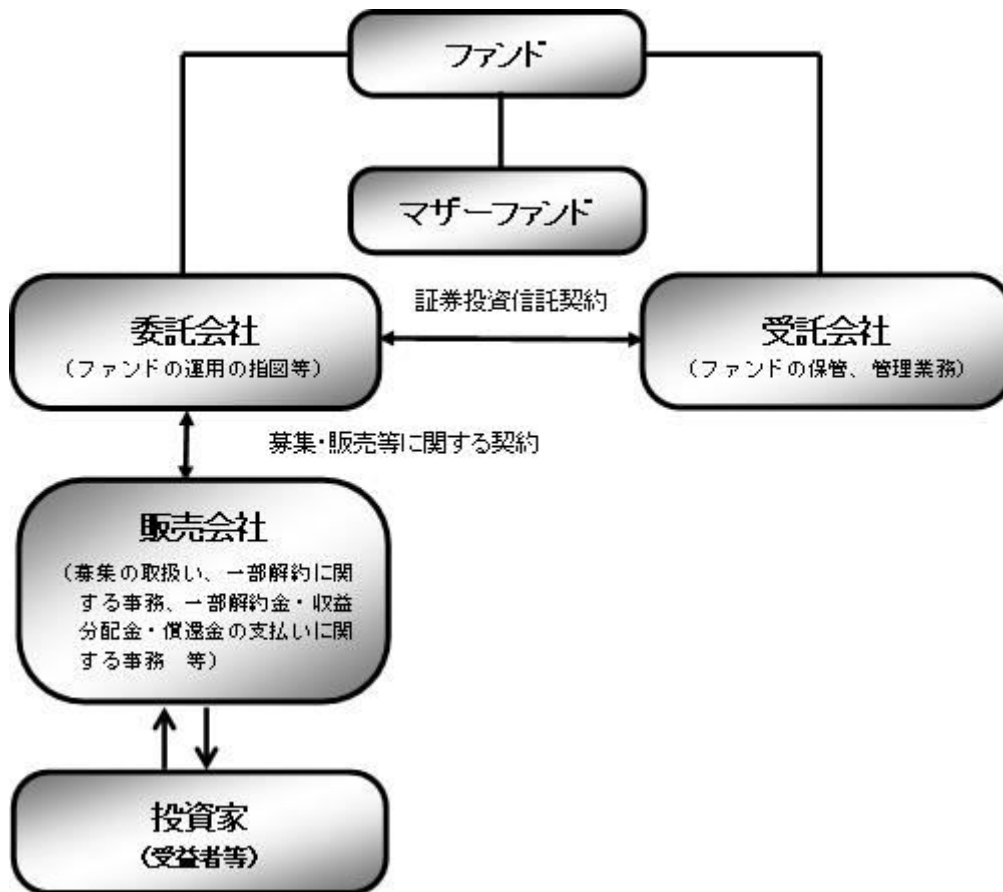 ファンド
マザーファンド
証券投資信託契約
委託会社
(ファンドの運用の指図等)
受託会社
(ファンドの保管、管理業務)
募集・販売等に関する契約
販売会社
(募集の取扱い、一部解約に関
する事務、一部解約金・収益
分配金・償還金の支払いに関
する事務 等)
投資家
(受益者等)